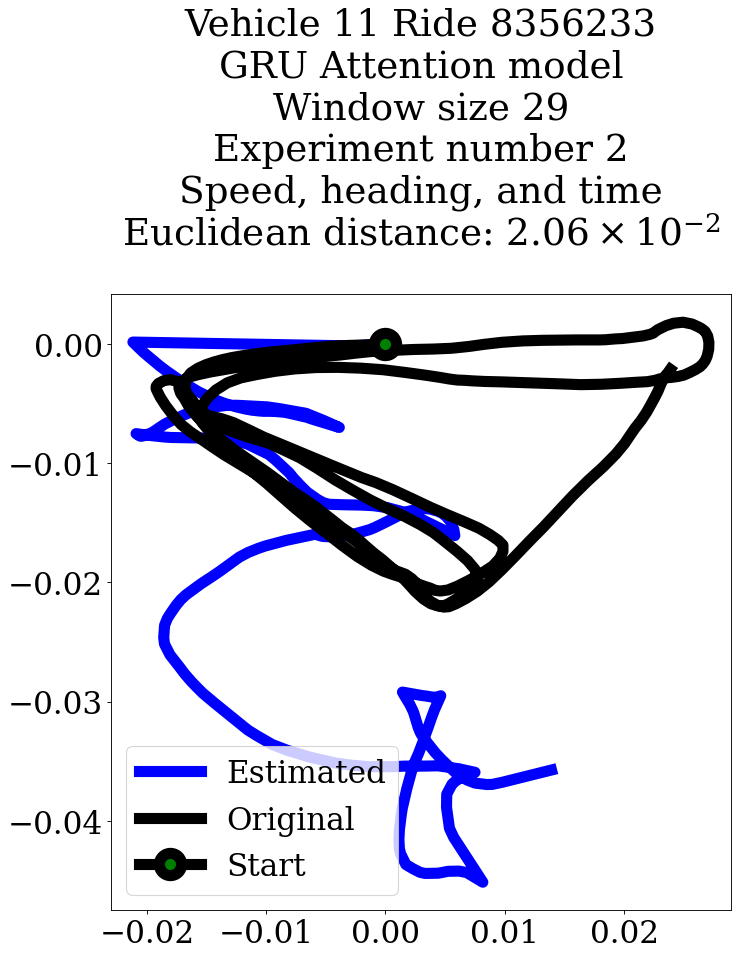 Vehicle 11 Ride 8356233
GRU Attention model
Window size 29
Experiment number 2
Speed, heading, and time
Euclidean distance: 2.06 × 10⁻²
0.00
−0.01
−0.02
−0.03
−0.04
Estimated
Original
Start
−0.02 −0.01 0.00 0.01 0.02